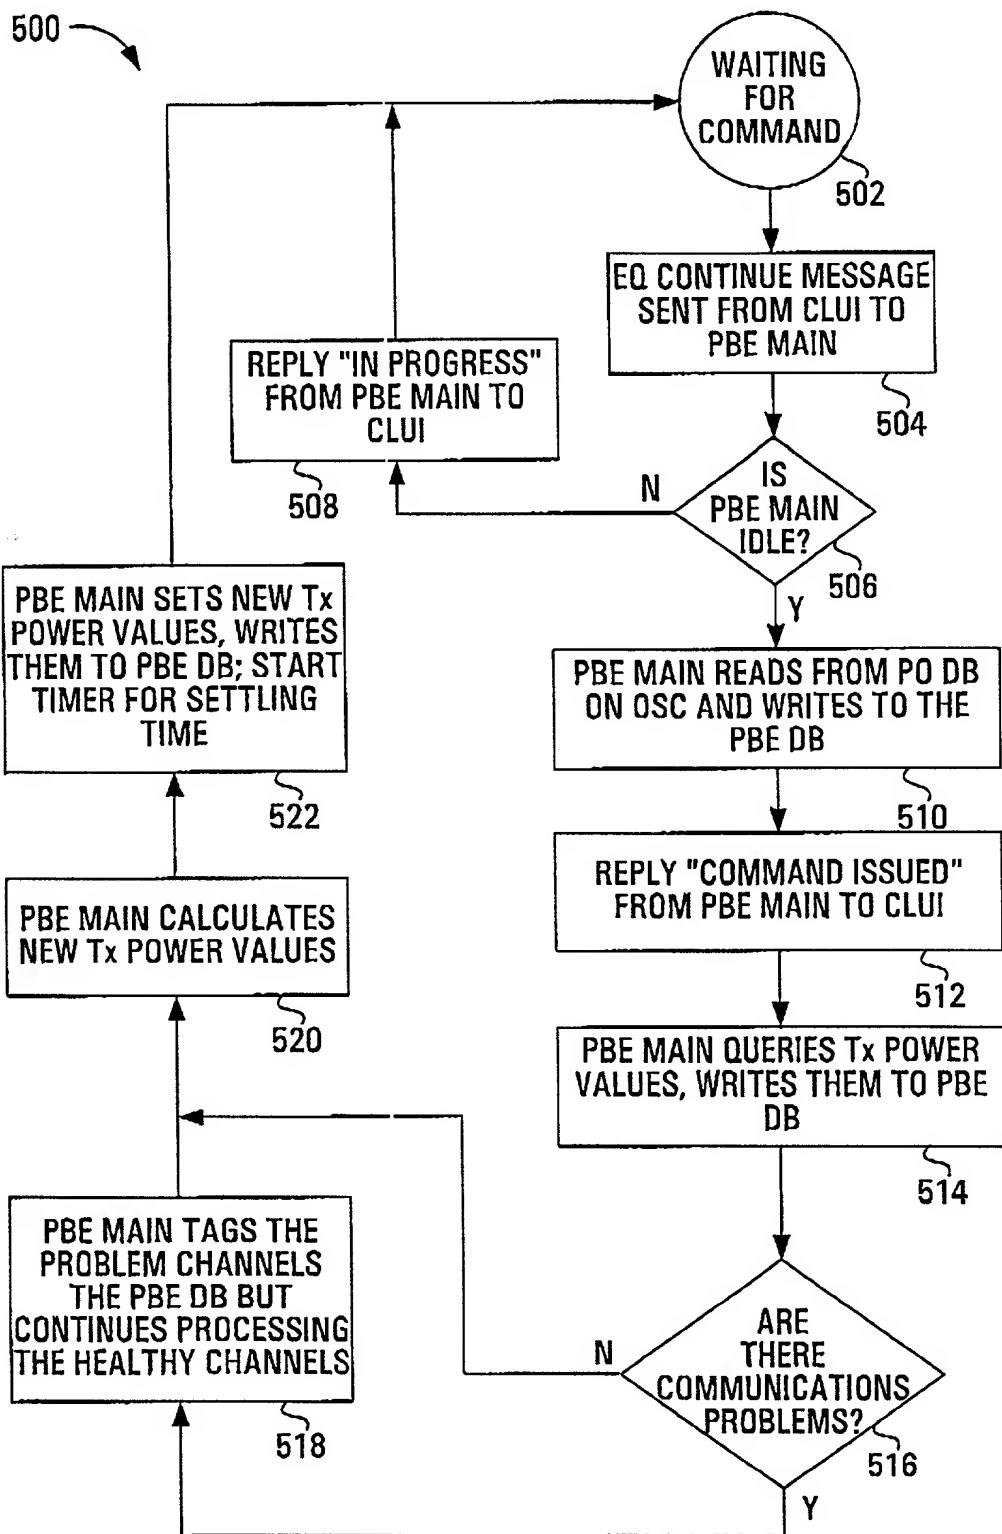 500
WAITING
FOR
COMMAND
502
EQ CONTINUE MESSAGE
SENT FROM CLUI TO
PBE MAIN
504
REPLY "IN PROGRESS"
FROM PBE MAIN TO
CLUI
508
N
IS
PBE MAIN
IDLE?
506
Y
PBE MAIN READS FROM PO DB
ON OSC AND WRITES TO THE
PBE DB
510
REPLY "COMMAND ISSUED"
FROM PBE MAIN TO CLUI
512
PBE MAIN QUERIES Tx POWER
VALUES, WRITES THEM TO PBE
DB
514
ARE
THERE
COMMUNICATIONS
PROBLEMS?
516
N
Y
PBE MAIN TAGS THE
PROBLEM CHANNELS
THE PBE DB BUT
CONTINUES PROCESSING
THE HEALTHY CHANNELS
518
PBE MAIN CALCULATES
NEW Tx POWER VALUES
520
PBE MAIN SETS NEW Tx
POWER VALUES, WRITES
THEM TO PBE DB; START
TIMER FOR SETTLING
TIME
522